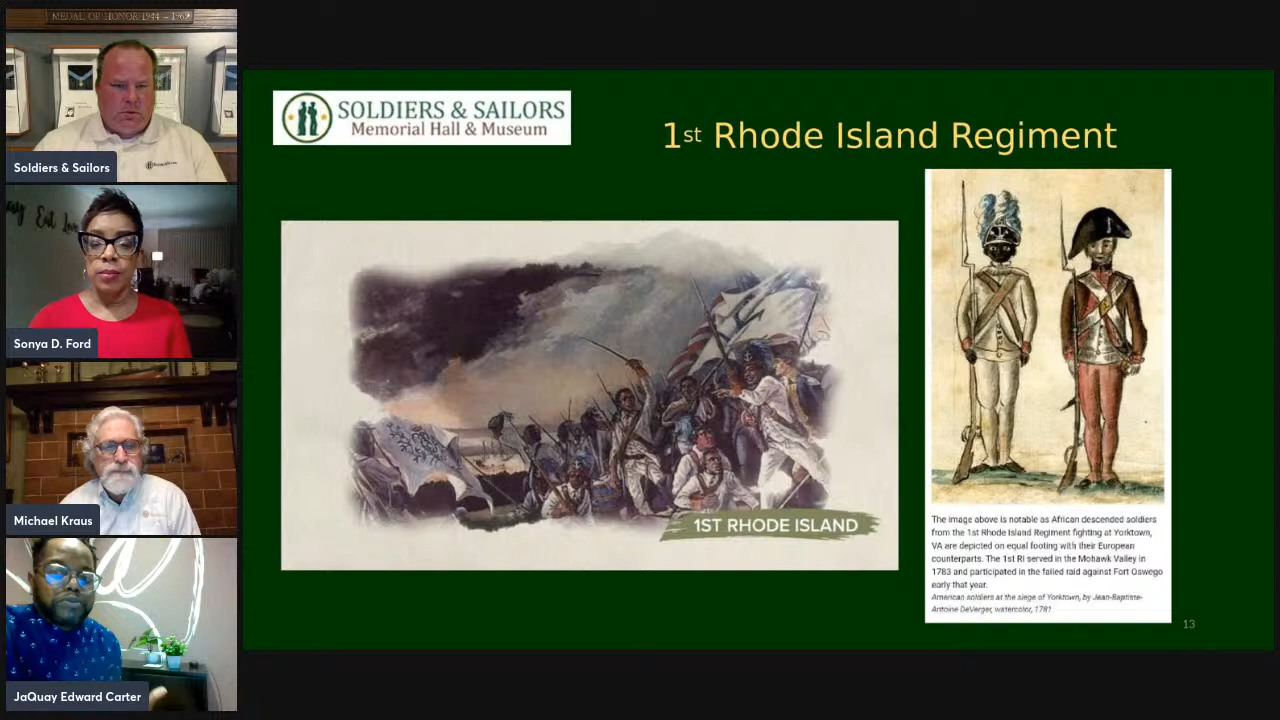 MEDAL OF HONOR 1944 - 1969
Soldiers & Sailors
Sonya D. Ford
Michael Kraus
JaQuay Edward Carter
SOLDIERS & SAILORS
Memorial Hall & Museum
1st Rhode Island Regiment
1ST RHODE ISLAND
The image above is notable as African descended soldiers
from the 1st Rhode Island Regiment fighting at Yorktown,
VA are depicted on equal footing with their European
counterparts. The 1st RI served in the Mohawk Valley in
1783 and participated in the failed raid against Fort Oswego
early that year.
American soldiers at the siege of Yorktown, by Jean-Baptiste-
Antoine DeVerger, watercolor, 1781
13